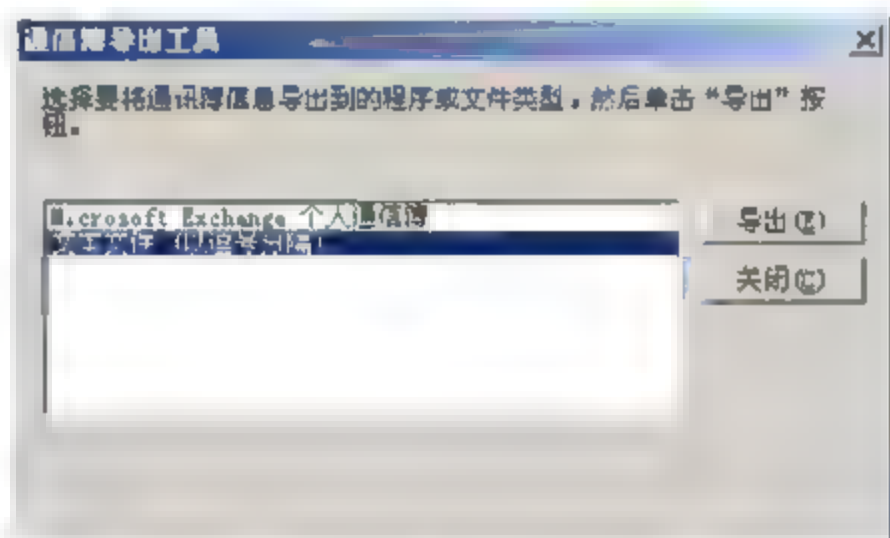 通信簿导出工具
选择要将通讯簿信息导出到的程序或文件类型，然后单击“导出”按
钮。
Microsoft Exchange 个人通信簿
文本文件（以逗号分隔）
导出(E)
关闭(C)